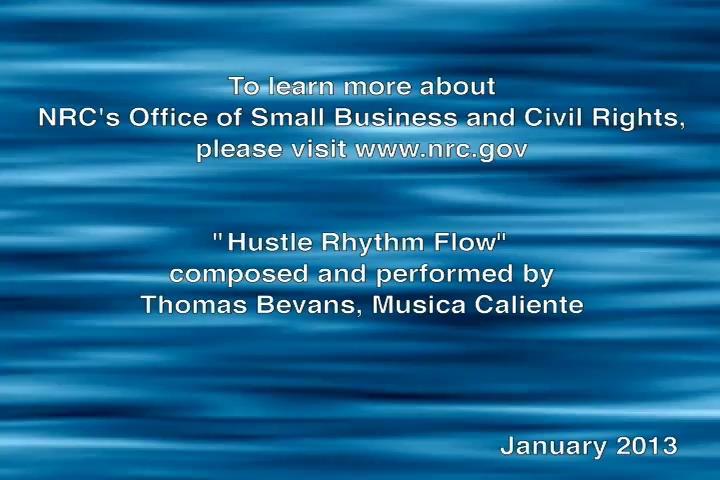 To learn more about
NRC's Office of Small Business and Civil Rights,
please visit www.nrc.gov
"Hustle Rhythm Flow"
composed and performed by
Thomas Bevans, Musica Caliente
January 2013